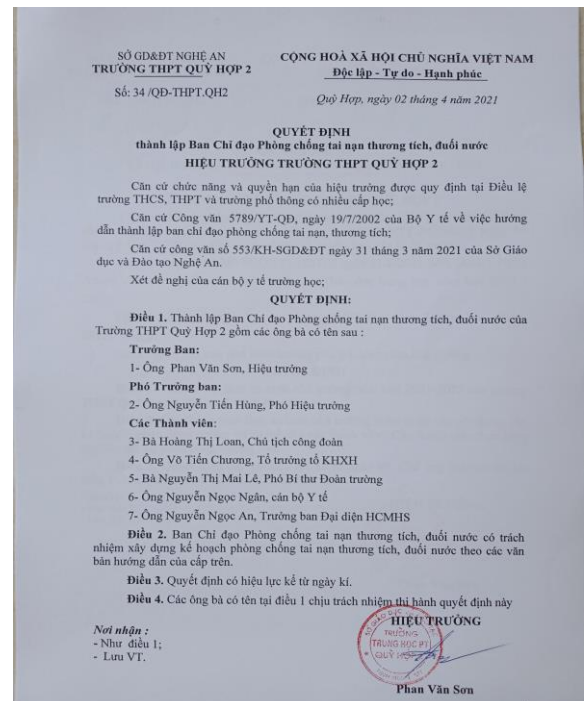 SỞ GD&ĐT NGHỆ AN
TRƯỜNG THPT QUỲ HỢP 2
Số: 34 /QĐ-THPT.QH2
CỘNG HOÀ XÃ HỘI CHỦ NGHĨA VIỆT NAM
Độc lập - Tự do - Hạnh phúc
Quỳ Hợp, ngày 02 tháng 4 năm 2021
QUYẾT ĐỊNH
thành lập Ban Chỉ đạo Phòng chống tai nạn thương tích, đuối nước
HIỆU TRƯỞNG TRƯỜNG THPT QUỲ HỢP 2
Căn cứ chức năng và quyền hạn của hiệu trưởng được quy định tại Điều lệ
trường THCS, THPT và trường phổ thông có nhiều cấp học;
Căn cứ Công văn 5789/YT-QĐ, ngày 19/7/2002 của Bộ Y tế về việc hướng
dẫn thành lập ban chỉ đạo phòng chống tai nạn, thương tích;
Căn cứ công văn số 553/KH-SGD&ĐT ngày 31 tháng 3 năm 2021 của Sở Giáo
dục và Đào tạo Nghệ An.
Xét đề nghị của cán bộ y tế trường học;
QUYẾT ĐỊNH:
Điều 1. Thành lập Ban Chỉ đạo Phòng chống tai nạn thương tích, đuối nước của
Trường THPT Quỳ Hợp 2 gồm các ông bà có tên sau :
Trưởng Ban:
1- Ông Phan Văn Sơn, Hiệu trưởng
Phó Trưởng ban:
2- Ông Nguyễn Tiến Hùng, Phó Hiệu trưởng
Các Thành viên:
3- Bà Hoàng Thị Loan, Chủ tịch công đoàn
4- Ông Võ Tiến Chương, Tổ trưởng tổ KHXH
5- Bà Nguyễn Thị Mai Lê, Phó Bí thư Đoàn trường
6- Ông Nguyễn Ngọc Ngân, cán bộ Y tế
7- Ông Nguyễn Ngọc An, Trưởng ban Đại diện HCMHS
Điều 2. Ban Chỉ đạo Phòng chống tai nạn thương tích, đuối nước có trách
nhiệm xây dựng kế hoạch phòng chống tai nạn thương tích, đuối nước theo các văn
bản hướng dẫn của cấp trên.
Điều 3. Quyết định có hiệu lực kể từ ngày kí.
Điều 4. Các ông bà có tên tại điều 1 chịu trách nhiệm thi hành quyết định này
Nơi nhận :
- Như điều 1;
- Lưu VT.
HIỆU TRƯỞNG
TRƯỜNG
TRUNG HỌC PT
QUỲ
Phan Văn Sơn